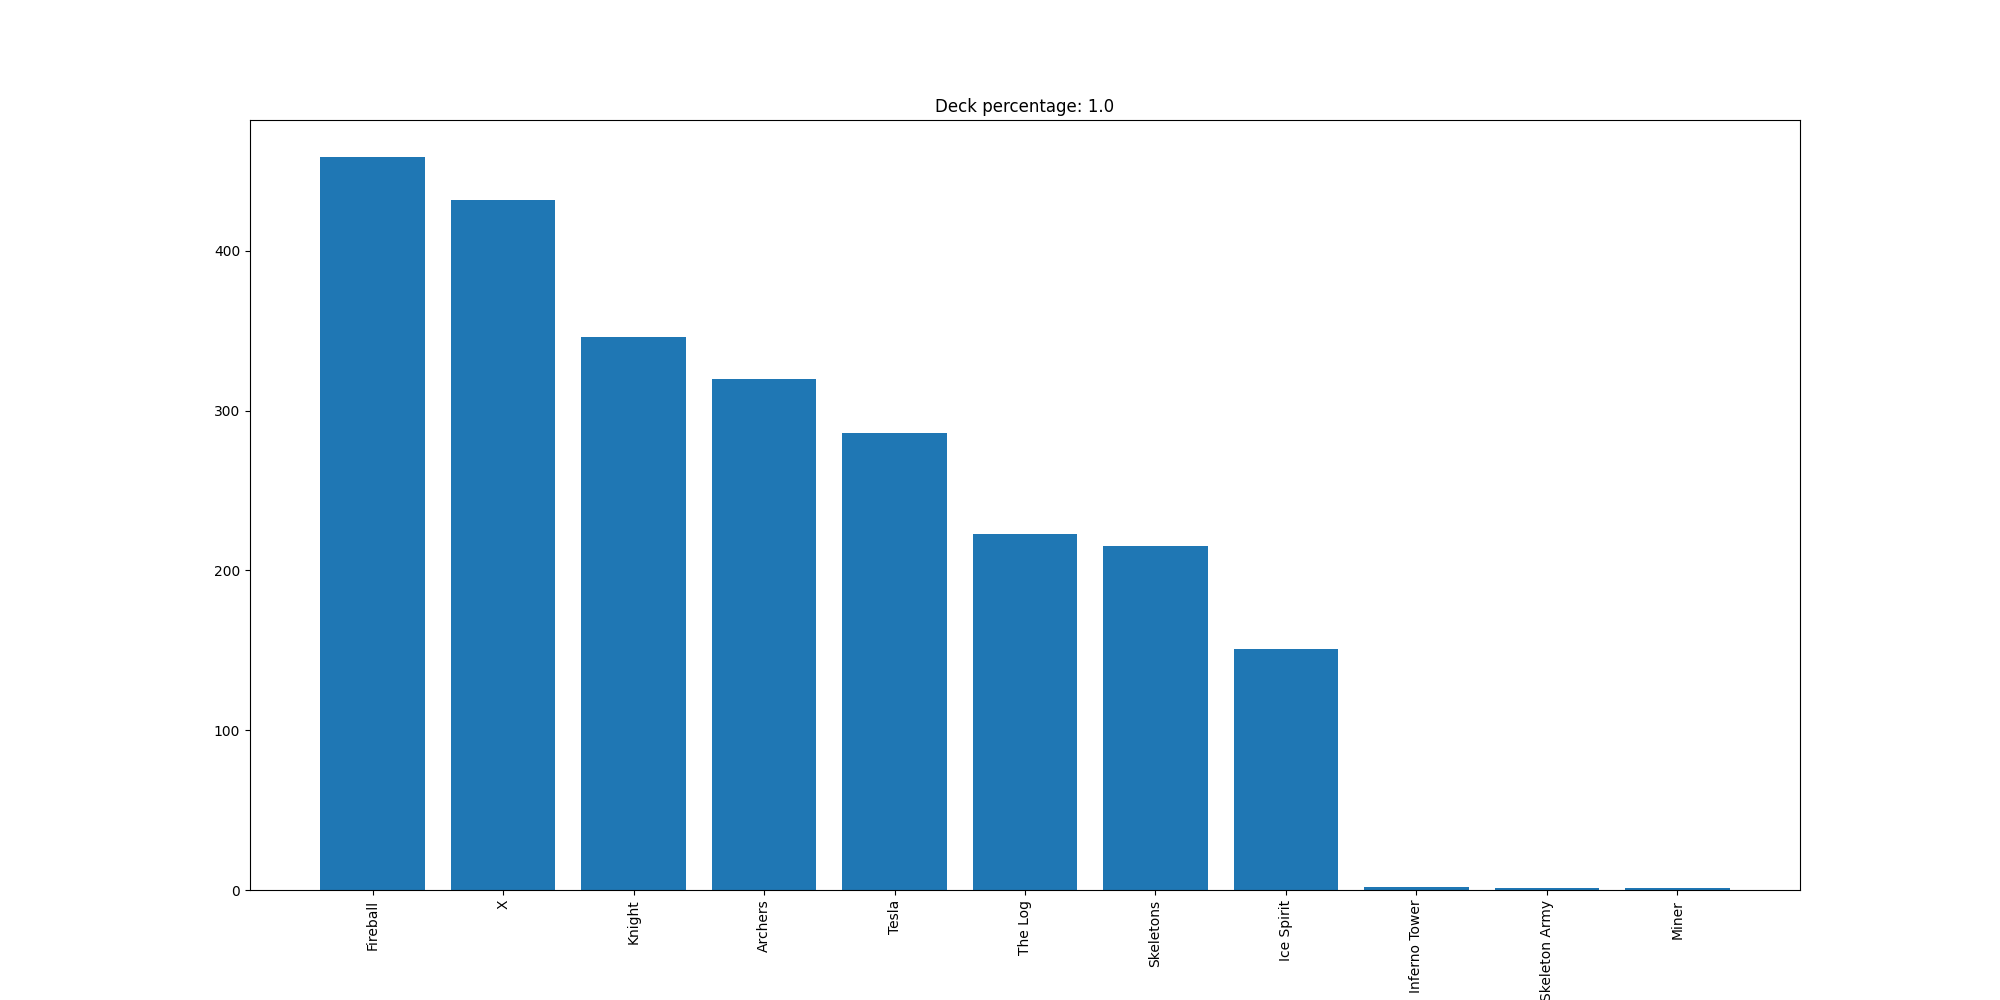 Deck percentage: 1.0
400
300
200
100
0
Fireball
X
Knight
Archers
Tesla
The Log
Skeletons
Ice Spirit
Inferno Tower
Skeleton Army
Miner